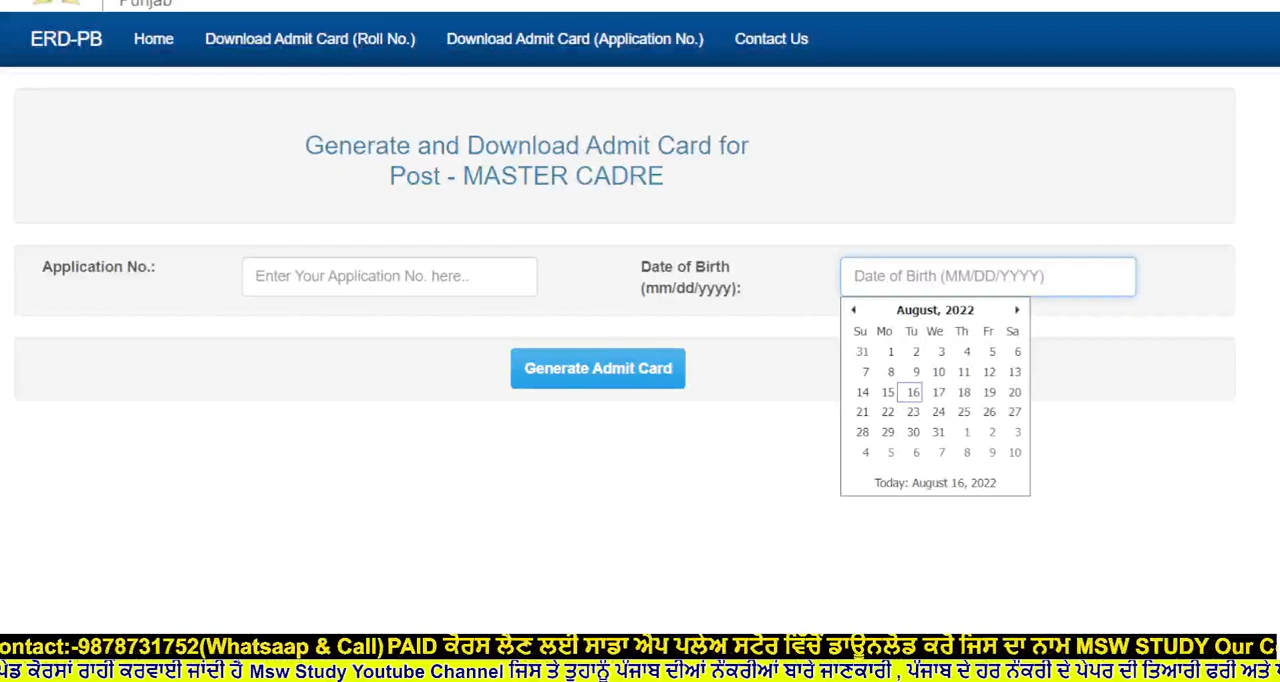 Punjab
ERD-PB Home Download Admit Card (Roll No.) Download Admit Card (Application No.) Contact Us
Generate and Download Admit Card for
Post - MASTER CADRE
Application No.: Enter Your Application No. here..
Date of Birth
(mm/dd/yyyy):
Date of Birth (MM/DD/YYYY)
August, 2022
Su Mo Tu We Th Fr Sa
31 1 2 3 4 5 6
7 8 9 10 11 12 13
14 15 16 17 18 19 20
21 22 23 24 25 26 27
28 29 30 31 1 2 3
4 5 6 7 8 9 10
Today: August 16, 2022
Generate Admit Card
ontact:-9878731752(Whatsaap & Call) PAID ਕੋਰਸ ਲੈਣ ਲਈ ਸਾਡਾ ਐਪ ਪਲੇਅ ਸਟੋਰ ਵਿੱਚੋਂ ਡਾਊਨਲੋਡ ਕਰੋ ਜਿਸ ਦਾ ਨਾਮ MSW STUDY Our C
ਪੇਡ ਕੋਰਸਾਂ ਰਾਹੀਂ ਕਰਵਾਈ ਜਾਂਦੀ ਹੈ Msw Study Youtube Channel ਜਿਸ ਤੇ ਤੁਹਾਨੂੰ ਪੰਜਾਬ ਦੀਆਂ ਨੌਕਰੀਆਂ ਬਾਰੇ ਜਾਣਕਾਰੀ , ਪੰਜਾਬ ਦੇ ਹਰ ਨੌਕਰੀ ਦੇ ਪੇਪਰ ਦੀ ਤਿਆਰੀ ਫਰੀ ਅਤੇ